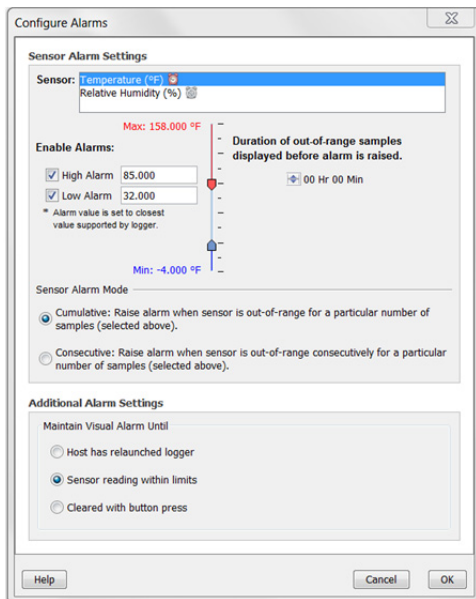 Configure Alarms
Sensor Alarm Settings
Sensor: Temperature (°F)
Relative Humidity (%)
Max: 158.000 °F
Duration of out-of-range samples
displayed before alarm is raised.
Enable Alarms:
High Alarm 85.000
00 Hr 00 Min
Low Alarm 32.000
* Alarm value is set to closest
value supported by logger.
Min: -4.000 °F
Sensor Alarm Mode
Cumulative: Raise alarm when sensor is out-of-range for a particular number of
samples (selected above).
Consecutive: Raise alarm when sensor is out-of-range consecutively for a particular
number of samples (selected above).
Additional Alarm Settings
Maintain Visual Alarm Until
Host has relaunched logger
Sensor reading within limits
Cleared with button press
Help
Cancel
OK